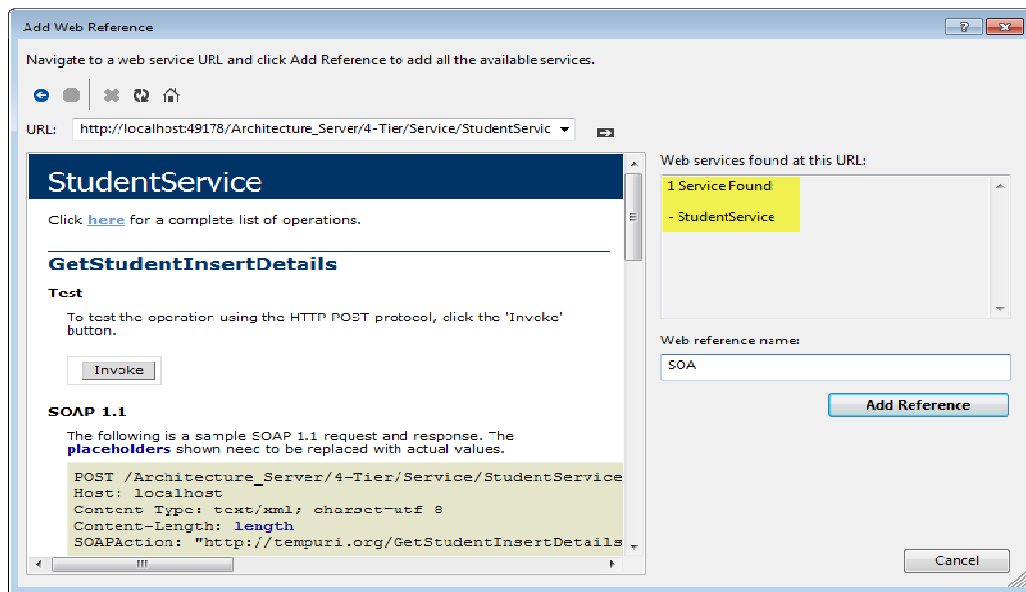 Add Web Reference
Navigate to a web service URL and click Add Reference to add all the available services.
URL: http://localhost:49178/Architecture_Server/4-Tier/Service/StudentServic
StudentService
Click here for a complete list of operations.
GetStudentInsertDetails
Test
To test the operation using the HTTP POST protocol, click the 'Invoke'
button.
Invoke
SOAP 1.1
The following is a sample SOAP 1.1 request and response. The
placeholders shown need to be replaced with actual values.
POST /Architecture_Server/4-Tier/Service/StudentService
Host: localhost
Content-Type: text/xml; charset=utf-8
Content-Length: length
SOAPAction: "http://tempuri.org/GetStudentInsertDetails
Web services found at this URL:
1 Service Found:
- StudentService
Web reference name:
SOA
Add Reference
Cancel